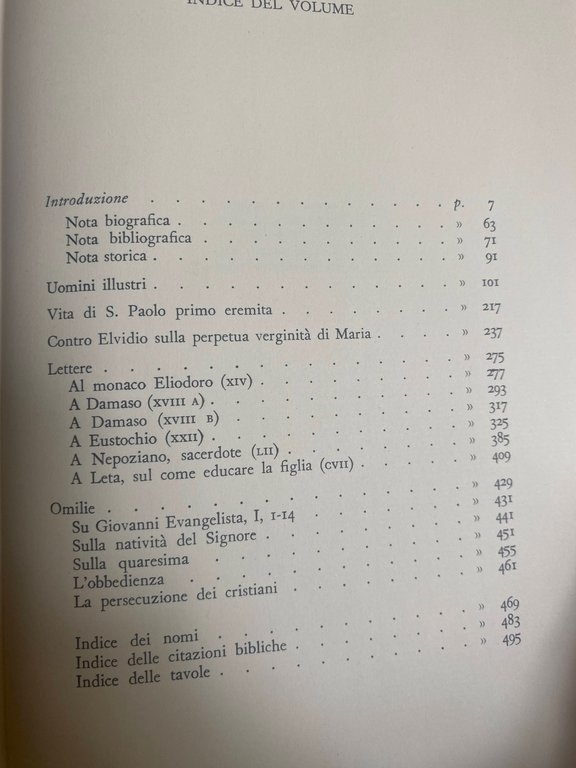 INDICE DEL VOLUME
Introduzione . . . . . . . . . . . . . p. 7
Nota biografica . . . . . . . . . . . . » 63
Nota bibliografica . . . . . . . . . . . » 71
Nota storica . . . . . . . . . . . . . » 91
Uomini illustri . . . . . . . . . . . . . » 101
Vita di S. Paolo primo eremita . . . . . . . . » 217
Contro Elvidio sulla perpetua verginità di Maria . . . . » 237
Lettere . . . . . . . . . . . . . . . » 275
Al monaco Eliodoro (XIV) . . . . . . . . . » 277
A Damaso (XVIII A) . . . . . . . . . . . » 293
A Damaso (XVIII B) . . . . . . . . . . . » 317
A Eustochio (XXII) . . . . . . . . . . . » 325
A Nepoziano, sacerdote (LII) . . . . . . . . » 385
A Leta, sul come educare la figlia (CVII) . . . . . » 409
Omilie . . . . . . . . . . . . . . . » 429
Su Giovanni Evangelista, I, 1-14 . . . . . . . » 431
Sulla natività del Signore . . . . . . . . . » 441
Sulla quaresima . . . . . . . . . . . . » 451
L'obbedienza . . . . . . . . . . . . . » 455
La persecuzione dei cristiani . . . . . . . . » 461
Indice dei nomi . . . . . . . . . . . . » 469
Indice delle citazioni bibliche . . . . . . . . » 483
Indice delle tavole . . . . . . . . . . . » 495